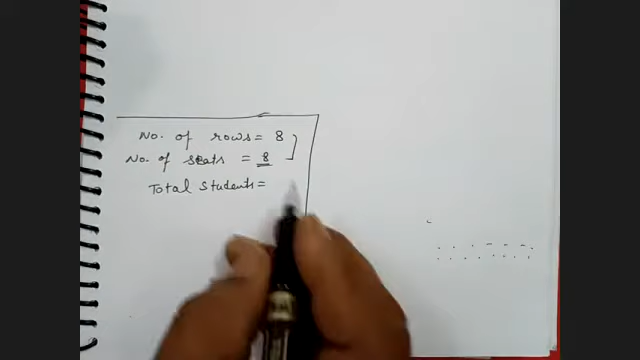 No. of rows = 8
No. of seats = 8
Total students =